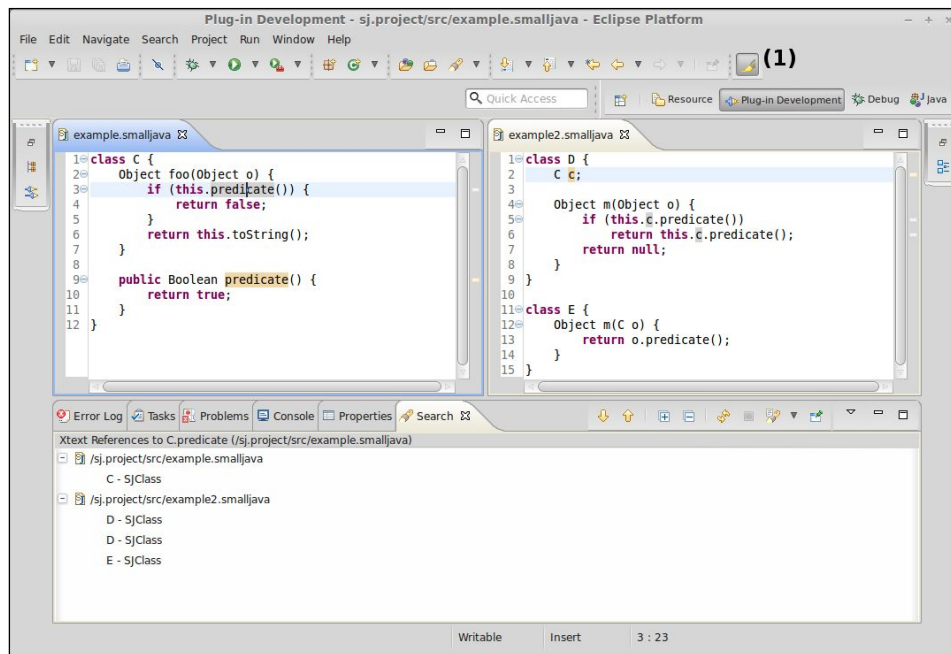 Plug-in Development - sj.project/src/example.smalljava - Eclipse Platform
File Edit Navigate Search Project Run Window Help
(1)
Quick Access
Resource Plug-in Development Debug Java
example.smalljava
1 class C {
2 Object foo(Object o) {
3 if (this.predicate()) {
4 return false;
5 }
6 return this.toString();
7 }
8
9 public Boolean predicate() {
10 return true;
11 }
12 }
example2.smalljava
1 class D {
2 C c;
3
4 Object m(Object o) {
5 if (this.c.predicate())
6 return this.c.predicate();
7 return null;
8 }
9 }
10
11 class E {
12 Object m(C o) {
13 return o.predicate();
14 }
15 }
Error Log Tasks Problems Console Properties Search
Xtext References to C.predicate (/sj.project/src/example.smalljava)
/sj.project/src/example.smalljava
C - SJClass
/sj.project/src/example2.smalljava
D - SJClass
D - SJClass
E - SJClass
Writable Insert 3 : 23